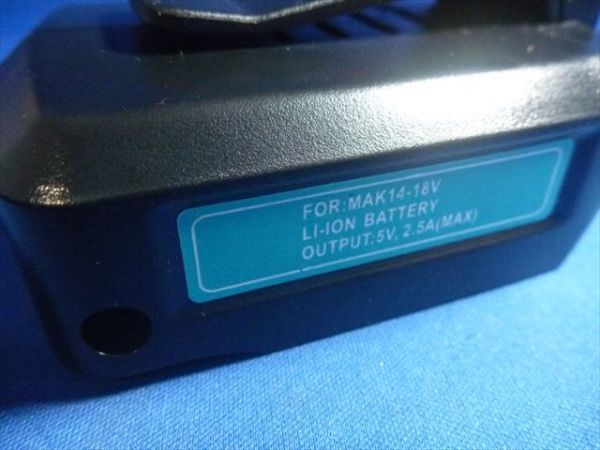 FOR:MAK14-18V
LI-ION BATTERY
OUTPUT:5V, 2.5A(MAX)